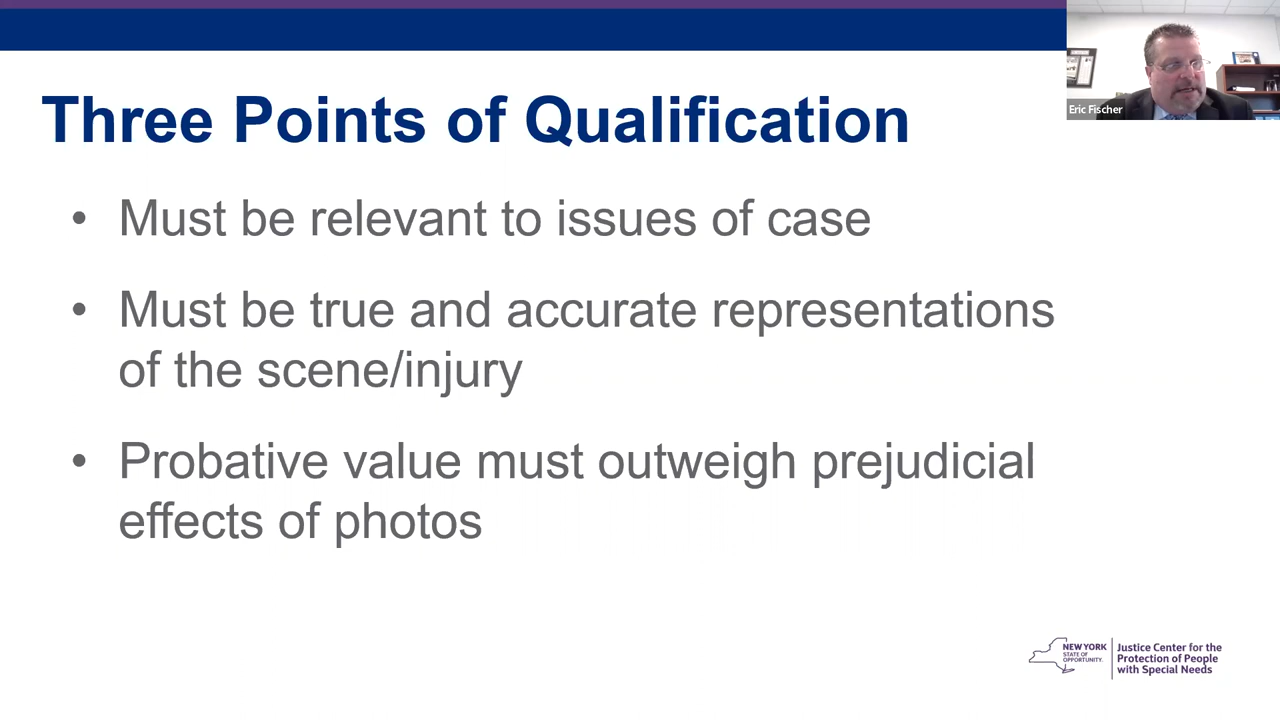 Three Points of Qualification
Eric Fischer
• Must be relevant to issues of case
• Must be true and accurate representations
of the scene/injury
• Probative value must outweigh prejudicial
effects of photos
NEW YORK
STATE OF
OPPORTUNITY.
Justice Center for the
Protection of People
with Special Needs